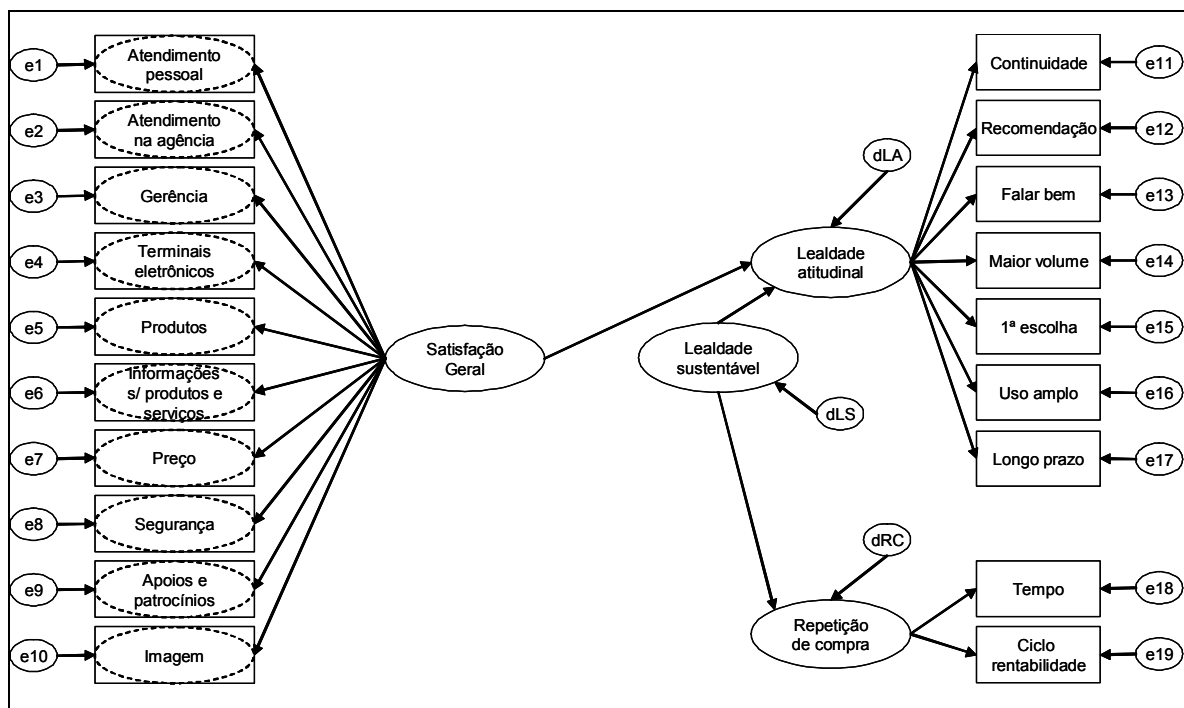 e1
Atendimento
pessoal
e2
Atendimento
na agência
e3
Gerência
e4
Terminais
eletrônicos
e5
Produtos
e6
Informações
s/ produtos e
serviços
e7
Preço
e8
Segurança
e9
Apoios e
patrocínios
e10
Imagem
Satisfação
Geral
dLA
Lealdade
atitudinal
Lealdade
sustentável
dLS
dRC
Repetição
de compra
Continuidade
e11
Recomendação
e12
Falar bem
e13
Maior volume
e14
1ª escolha
e15
Uso amplo
e16
Longo prazo
e17
Tempo
e18
Ciclo
rentabilidade
e19